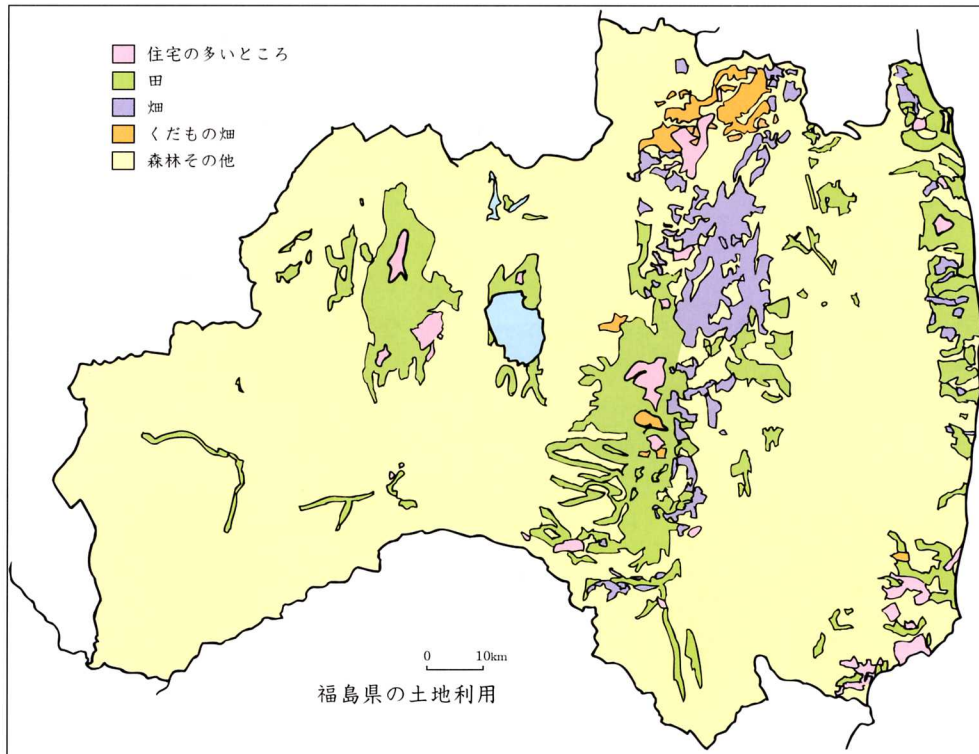 住宅の多いところ
田
畑
くだもの畑
森林その他
0 10km
福島県の土地利用